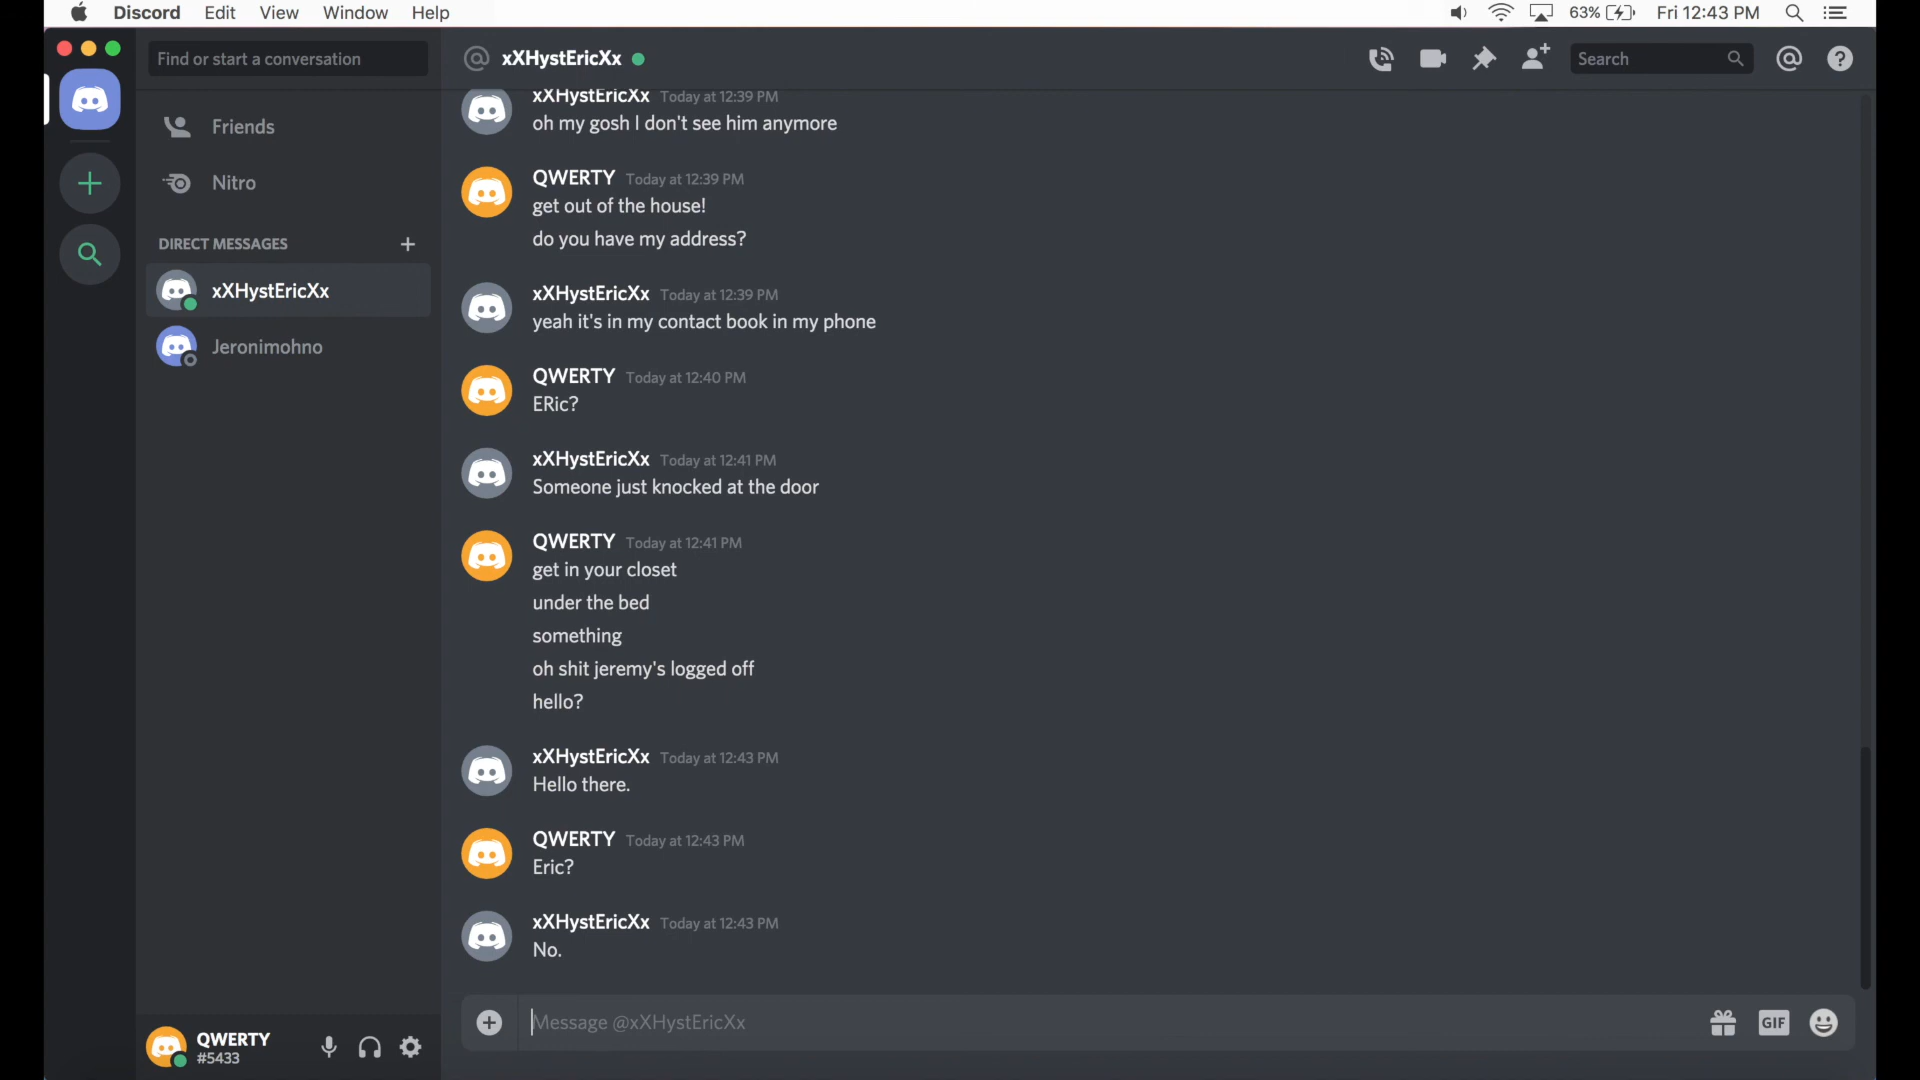 Discord Edit View Window Help 63% Fri 12:43 PM
Find or start a conversation
xXHystEricXx
Search
Friends
Nitro
DIRECT MESSAGES
xXHystEricXx
Jeronimohno
xXHystEricXx Today at 12:39 PM
oh my gosh I don't see him anymore
QWERTY Today at 12:39 PM
get out of the house!
do you have my address?
xXHystEricXx Today at 12:39 PM
yeah it's in my contact book in my phone
QWERTY Today at 12:40 PM
ERic?
xXHystEricXx Today at 12:41 PM
Someone just knocked at the door
QWERTY Today at 12:41 PM
get in your closet
under the bed
something
oh shit jeremy's logged off
hello?
xXHystEricXx Today at 12:43 PM
Hello there.
QWERTY Today at 12:43 PM
Eric?
xXHystEricXx Today at 12:43 PM
No.
Message @xXHystEricXx
GIF
QWERTY
#5433